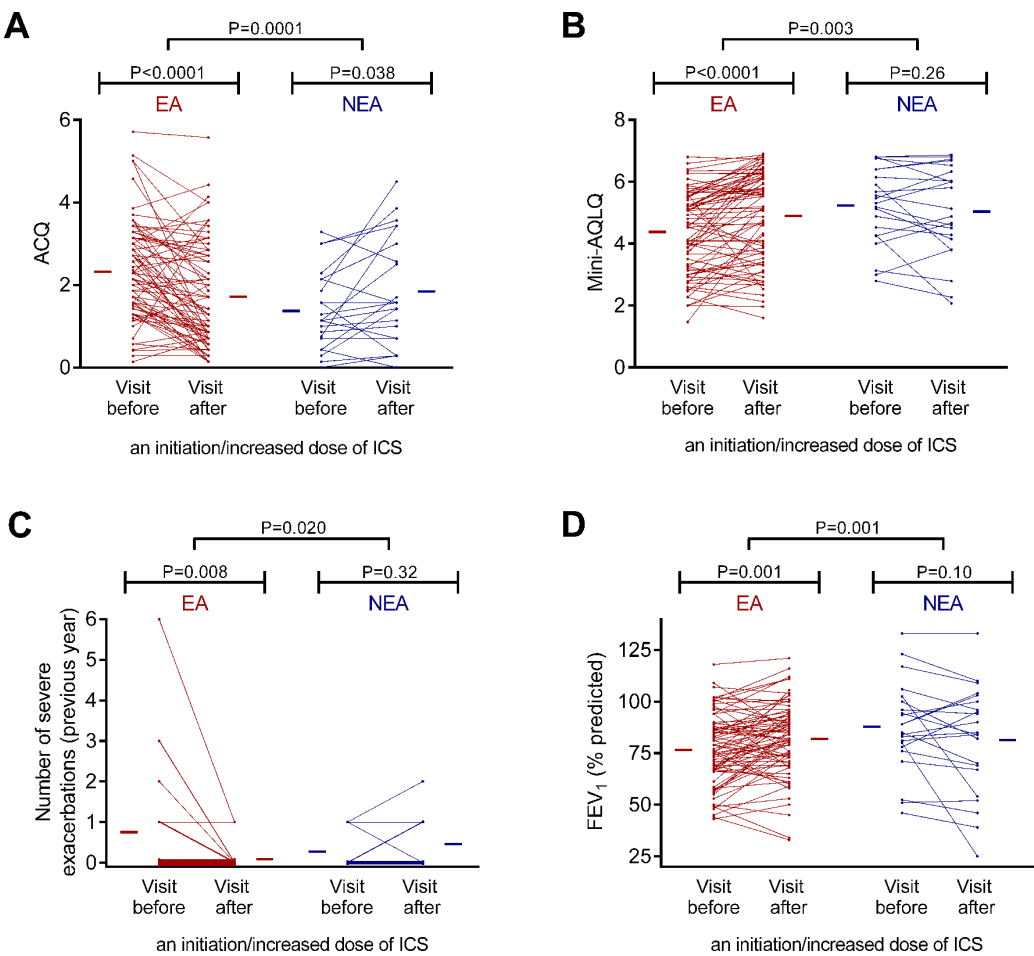 A
P=0.0001
P<0.0001
P=0.038
EA
NEA
6
4
2
0
ACQ
Visit before
Visit after
Visit before
Visit after
an initiation/increased dose of ICS
B
P=0.003
P<0.0001
P=0.26
EA
NEA
8
6
4
2
0
Mini-AQLQ
Visit before
Visit after
Visit before
Visit after
an initiation/increased dose of ICS
C
P=0.020
P=0.008
P=0.32
EA
NEA
6
5
4
3
2
1
0
Number of severe
exacerbations (previous year)
Visit before
Visit after
Visit before
Visit after
an initiation/increased dose of ICS
D
P=0.001
P=0.001
P=0.10
EA
NEA
125
100
75
50
25
FEV₁ (% predicted)
Visit before
Visit after
Visit before
Visit after
an initiation/increased dose of ICS